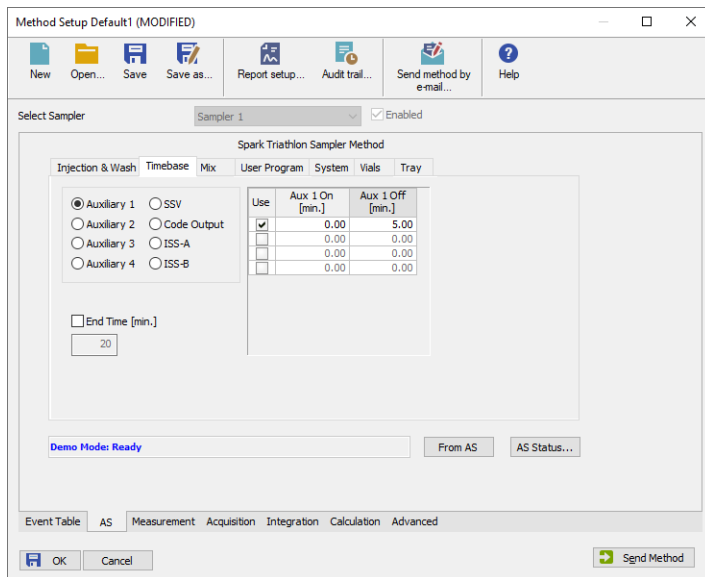 Method Setup Default1 (MODIFIED)
New Open... Save Save as... Report setup... Audit trail... Send method by e-mail... Help
Select Sampler Sampler 1 Enabled
Spark Triathlon Sampler Method
Injection & Wash Timebase Mix User Program System Vials Tray
Auxiliary 1 SSV
Auxiliary 2 Code Output
Auxiliary 3 ISS-A
Auxiliary 4 ISS-B
Use Aux 1 On [min.] Aux 1 Off [min.]
0.00 5.00
0.00 0.00
0.00 0.00
0.00 0.00
End Time [min.]
20
Demo Mode: Ready From AS AS Status...
Event Table AS Measurement Acquisition Integration Calculation Advanced
OK Cancel Send Method